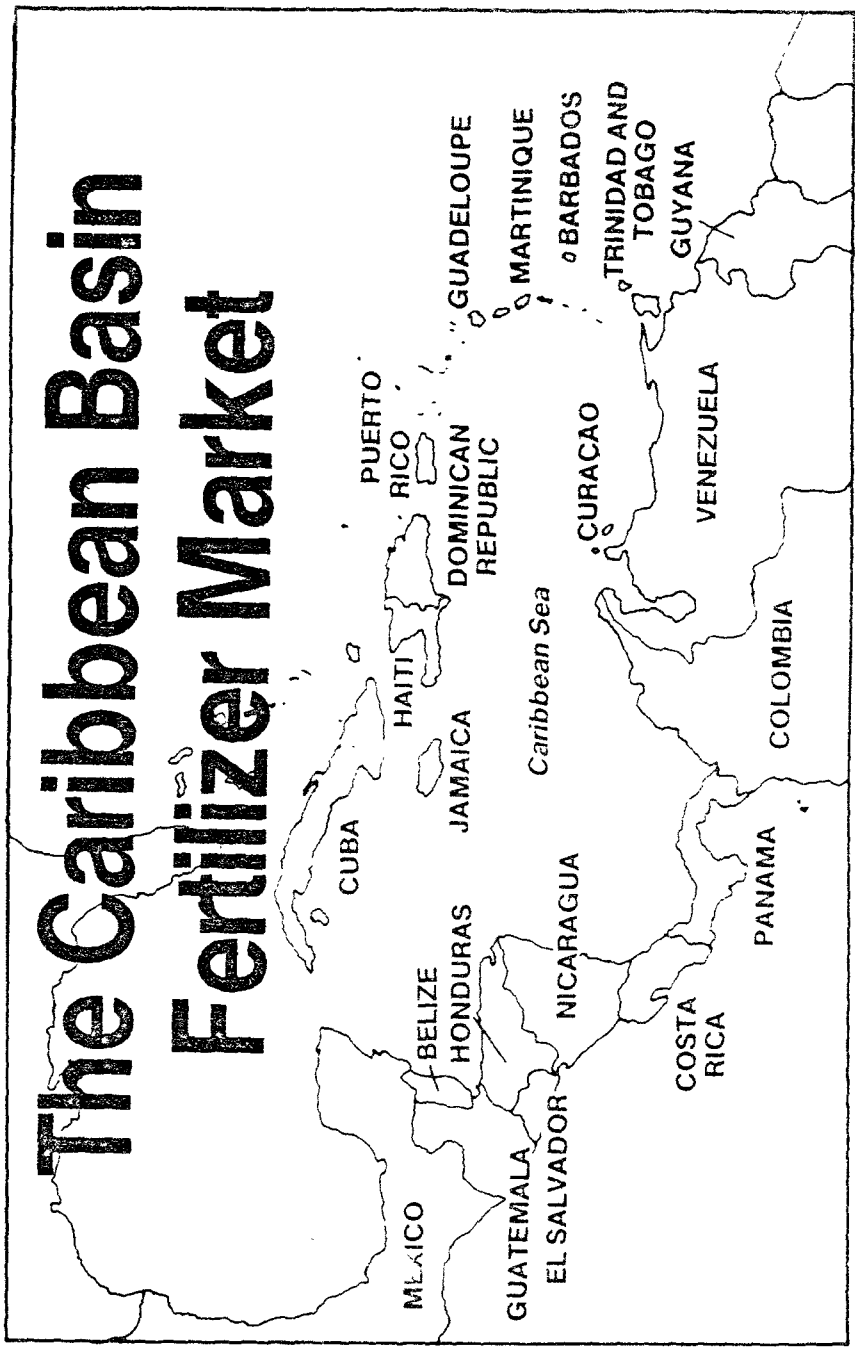 The Caribbean Basin
Fertilizer Market
MEXICO
GUATEMALA
EL SALVADOR
BELIZE
HONDURAS
NICARAGUA
COSTA
RICA
PANAMA
CUBA
JAMAICA
HAITI
DOMINICAN
REPUBLIC
PUERTO
RICO
Caribbean Sea
COLOMBIA
CURACAO
VENEZUELA
GUADELOUPE
MARTINIQUE
BARBADOS
TRINIDAD AND
TOBAGO
GUYANA